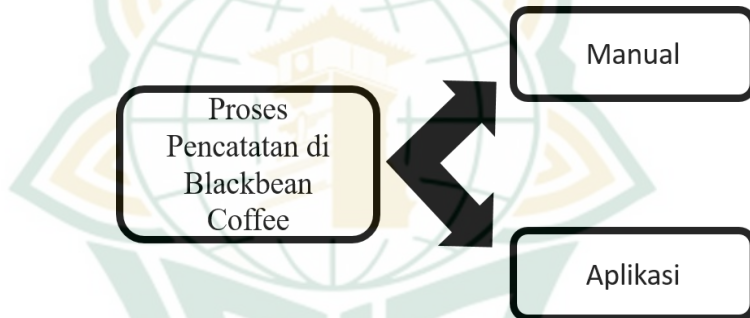 Manual
Proses
Pencatatan di
Blackbean
Coffee
Aplikasi